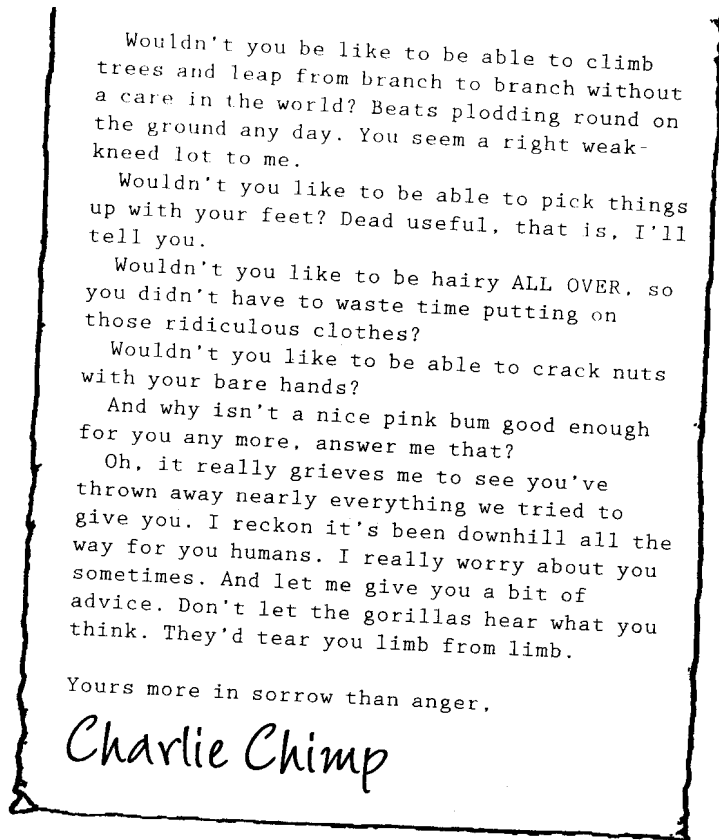 Wouldn't you be like to be able to climb
trees and leap from branch to branch without
a care in the world? Beats plodding round on
the ground any day. You seem a right weak-
kneed lot to me.
Wouldn't you like to be able to pick things
up with your feet? Dead useful, that is, I'll
tell you.
Wouldn't you like to be hairy ALL OVER, so
you didn't have to waste time putting on
those ridiculous clothes?
Wouldn't you like to be able to crack nuts
with your bare hands?
And why isn't a nice pink bum good enough
for you any more, answer me that?
Oh, it really grieves me to see you've
thrown away nearly everything we tried to
give you. I reckon it's been downhill all the
way for you humans. I really worry about you
sometimes. And let me give you a bit of
advice. Don't let the gorillas hear what you
think. They'd tear you limb from limb.
Yours more in sorrow than anger,
Charlie Chimp